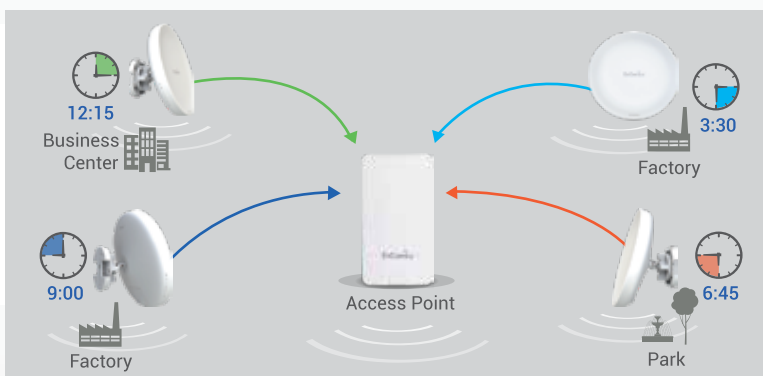 12:15
Business
Center
3:30
Factory
9:00
Factory
Access Point
6:45
Park